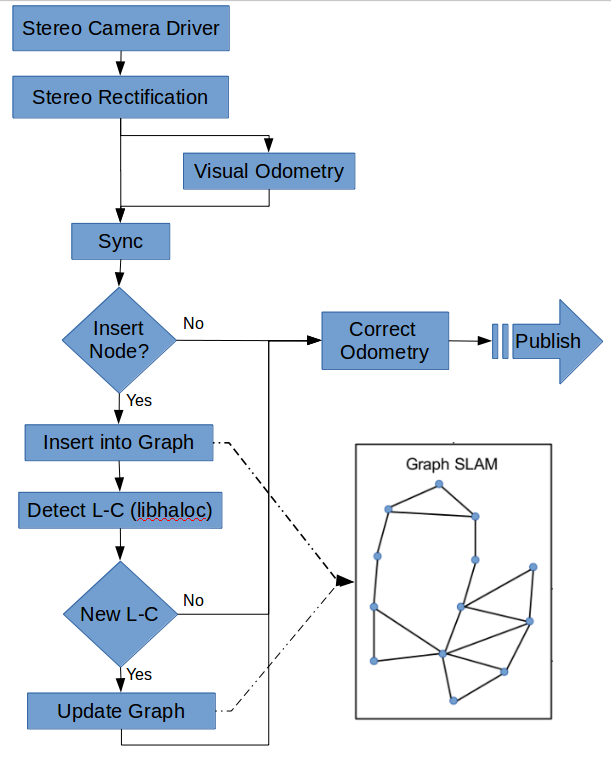 Stereo Camera Driver
Stereo Rectification
Visual Odometry
Sync
Insert
Node?
No
Yes
Correct
Odometry
Publish
Insert into Graph
Graph SLAM
Detect L-C (libhaloc)
New L-C
No
Yes
Update Graph